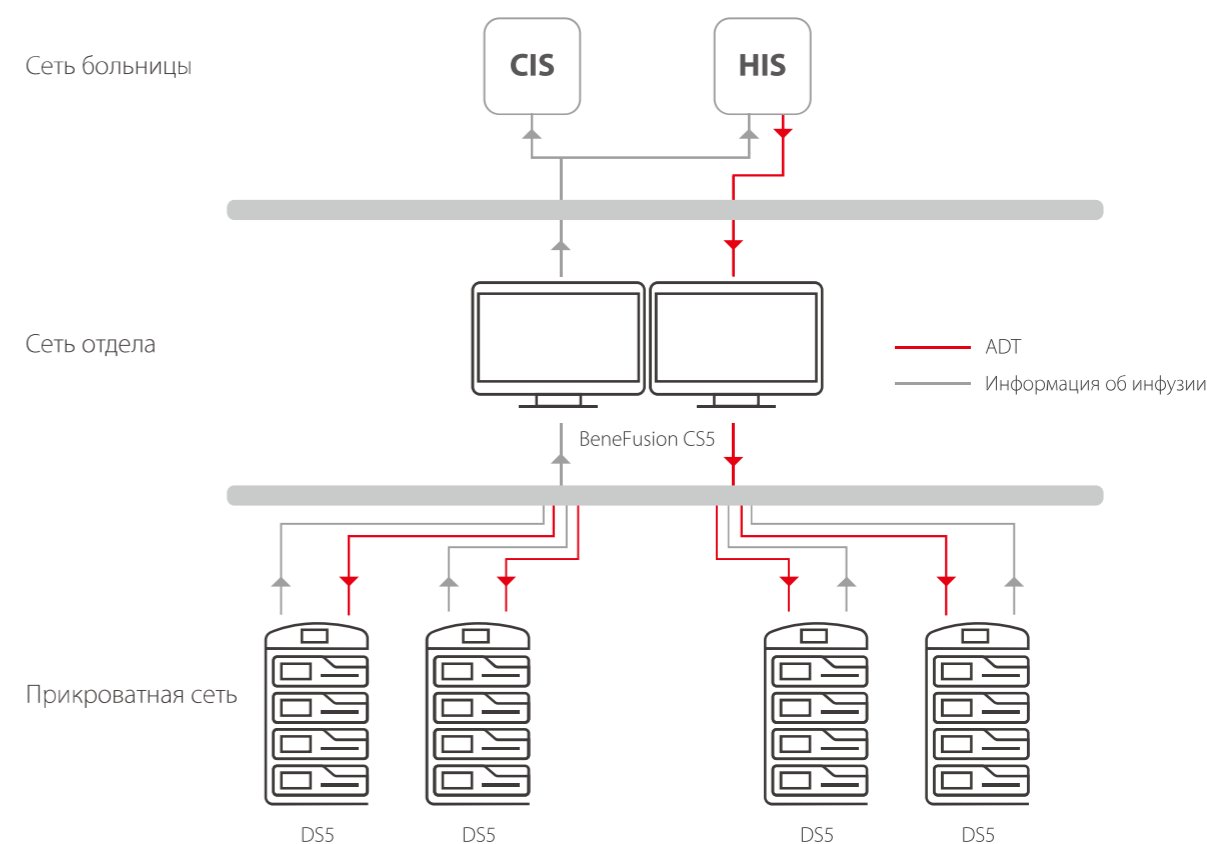 CIS
HIS
Сеть больницы
Сеть отдела
ADT
Информация об инфузии
BeneFusion CS5
Прикроватная сеть
DS5
DS5
DS5
DS5